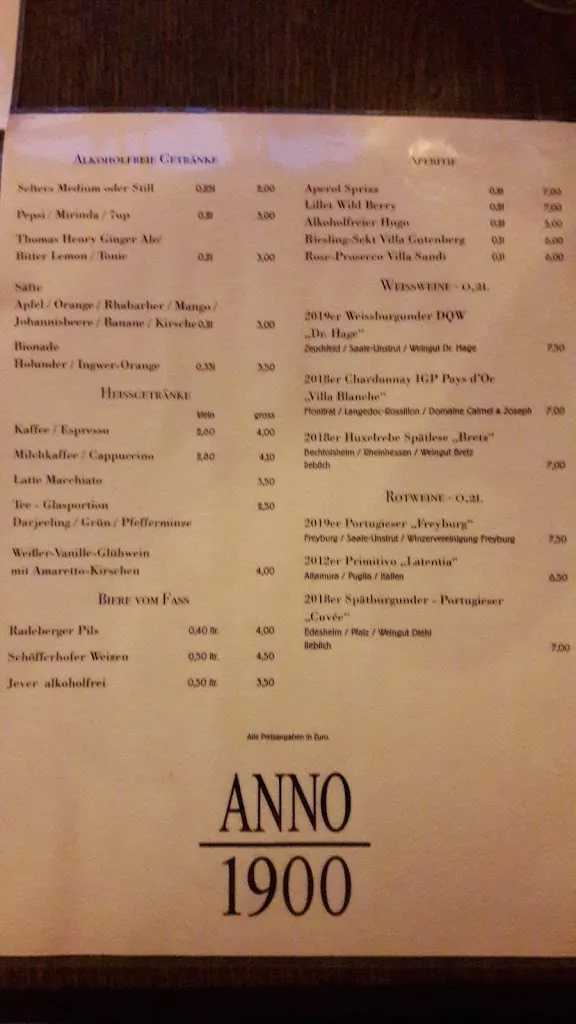 Alkoholfreie Getränke
Selters Medium oder Still 0,25l 2,00
Pepsi / Mirinda / 7up 0,2l 3,00
Thomas Henry Ginger Ale/
Bitter Lemon / Tonic 0,2l 3,00
Säfte
Apfel / Orange / Rhabarber / Mango /
Johannisbeere / Banane / Kirsche 0,2l 3,00
Bionade
Holunder / Ingwer-Orange 0,33l 3,50
Heissgetränke
klein gross
Kaffee / Espresso 2,60 4,00
Milchkaffee / Cappuccino 2,80 4,10
Latte Macchiato 3,50
Tee - Glasportion 2,50
Darjeeling / Grün / Pfefferminze
Weißer-Vanille-Glühwein
mit Amaretto-Kirschen 4,00
Biere vom Fass
Radeberger Pils 0,40 ltr. 4,00
Schöfferhofer Weizen 0,50 ltr. 4,50
Jever alkoholfrei 0,50 ltr. 3,50
Aperitif
Aperol Spriss 0,2l 7,00
Lillet Wild Berry 0,2l 7,00
Alkoholfreier Hugo 0,2l 5,00
Riesling-Sekt Villa Gutenberg 0,1l 6,00
Rose-Prosecco Villa Sandi 0,1l 6,00
Weissweine - 0,2l
2019er Weissburgunder DQW
„Dr. Hage“
Zeuchfeld / Saale-Unstrut / Weingut Dr. Hage 7,50
2018er Chardonnay IGP Pays d'Oc
„Villa Blanche“
Montirat / Langedoc-Rossillon / Domaine Calmel & Joseph 7,00
2018er Huxelrebe Spätlese „Bretz“
Bechtolsheim / Rheinhessen / Weingut Bretz
lieblich 7,00
Rotweine - 0,2l
2019er Portugieser „Freyburg“
Freyburg / Saale-Unstrut / Winzervereinigung Freyburg 7,50
2012er Primitivo „Latentia“
Altamura / Puglia / Italien 6,50
2018er Spätburgunder - Portugieser
„Cuvée“
Edesheim / Pfalz / Weingut Diehl
lieblich 7,00
Alle Preisangaben in Euro.
ANNO
1900